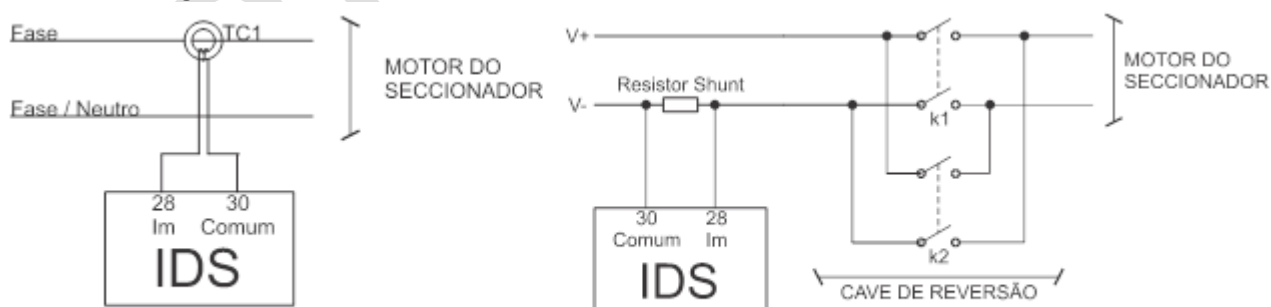 Fase
TC1
Fase / Neutro
MOTOR DO
SECCIONADOR
28
30
Im
Comum
IDS
V+
Resistor Shunt
V-
k1
k2
30
28
Comum
Im
IDS
CAVE DE REVERSÃO
MOTOR DO
SECCIONADOR